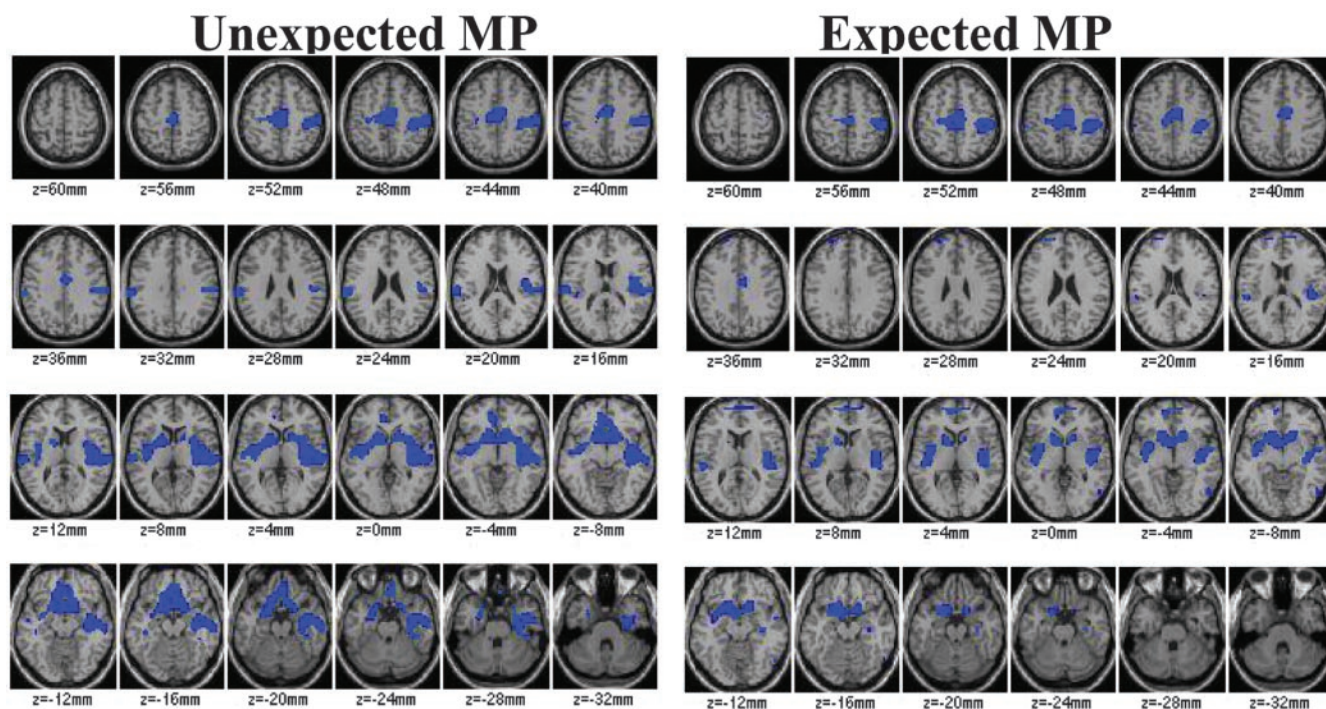 Unexpected MP Expected MP
z=60mm z=56mm z=52mm z=48mm z=44mm z=40mm z=60mm z=56mm z=52mm z=48mm z=44mm z=40mm
z=36mm z=32mm z=28mm z=24mm z=20mm z=16mm z=36mm z=32mm z=28mm z=24mm z=20mm z=16mm
z=12mm z=8mm z=4mm z=0mm z=-4mm z=-8mm z=12mm z=8mm z=4mm z=0mm z=-4mm z=-8mm
z=-12mm z=-16mm z=-20mm z=-24mm z=-28mm z=-32mm z=-12mm z=-16mm z=-20mm z=-24mm z=-28mm z=-32mm